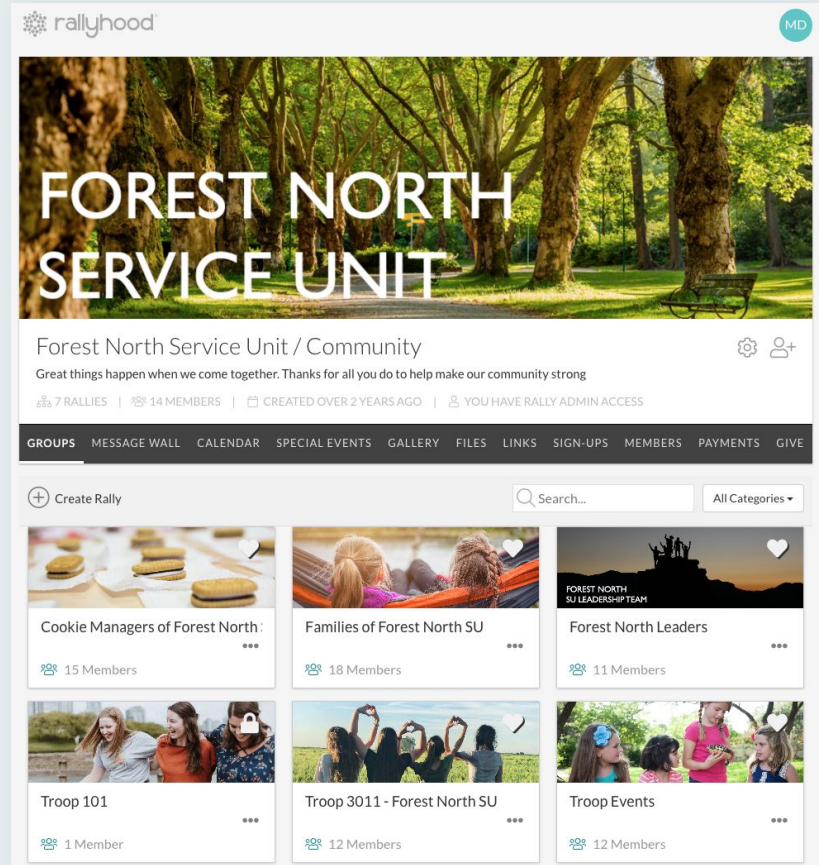 rallyhood
MD
FOREST NORTH
SERVICE UNIT
Forest North Service Unit / Community
Great things happen when we come together. Thanks for all you do to help make our community strong
7 RALLIES | 14 MEMBERS | CREATED OVER 2 YEARS AGO | YOU HAVE RALLY ADMIN ACCESS
GROUPS MESSAGE WALL CALENDAR SPECIAL EVENTS GALLERY FILES LINKS SIGN-UPS MEMBERS PAYMENTS GIVE
Create Rally Search... All Categories
FOREST NORTH
SU LEADERSHIP TEAM
Cookie Managers of Forest North Families of Forest North SU Forest North Leaders
15 Members 18 Members 11 Members
Troop 101 Troop 3011 - Forest North SU Troop Events
1 Member 12 Members 12 Members